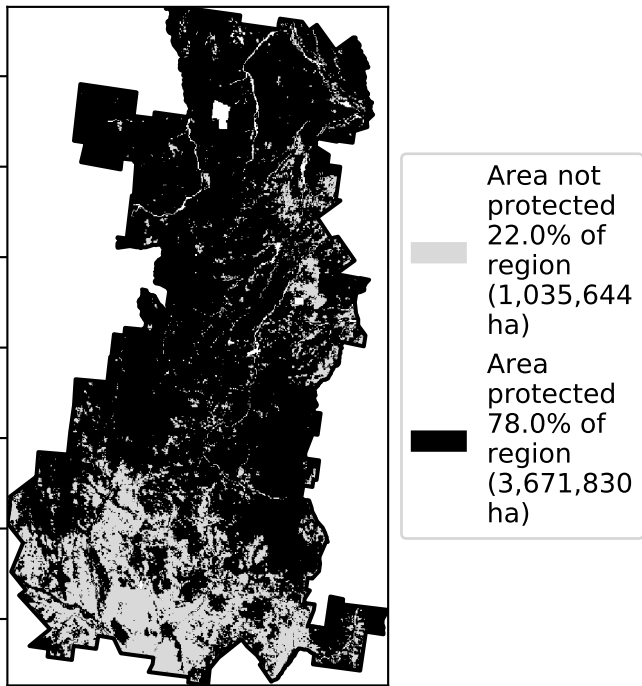 Area not
protected
22.0% of
region
(1,035,644
ha)
Area
protected
78.0% of
region
(3,671,830
ha)